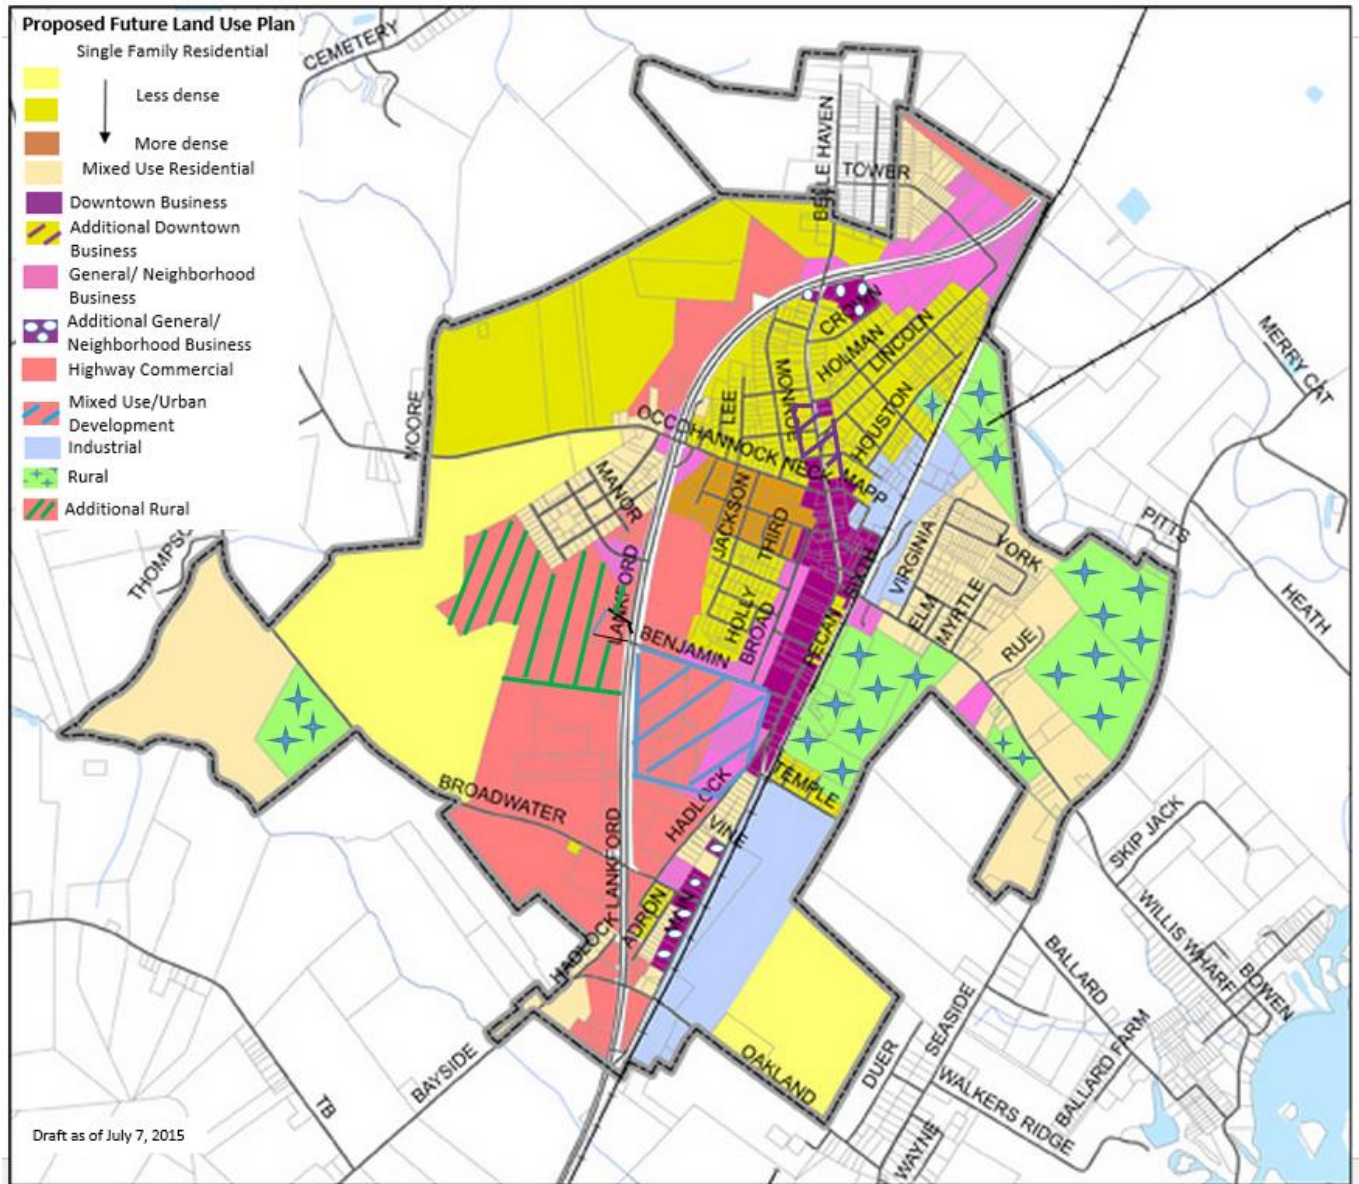 Proposed Future Land Use Plan
Single Family Residential
Less dense
More dense
Mixed Use Residential
Downtown Business
Additional Downtown
Business
General/ Neighborhood
Business
Additional General/
Neighborhood Business
Highway Commercial
Mixed Use/Urban
Development
Industrial
Rural
Additional Rural
CEMETERY
BELLE HAVEN
TOWER
CROWN
HOLMAN
LINCOLN
MERRY CAT
MONROE
LEE
HOUSTON
MOORE
OCCOHANNOCK NECK
MAPP
MANOR
JACKSON
THIRD
PITTS
YORK
VIRGINIA
SIXTH
THOMPSO
LANKFORD
HOLLY
BROAD
ELM
MYRTLE
HEATH
BENJAMIN
PECAN
RUE
TEMPLE
BROADWATER
HADLOCK
VINE
SKIP JACK
LANKFORD
ADRON
MAIN
HADLOCK
WILLIS WHARF
BALLARD
BOWEN
SEASIDE
BALLARD FARM
OAKLAND
DUER
BAYSIDE
WALKERS RIDGE
TB
WAYNE
Draft as of July 7, 2015